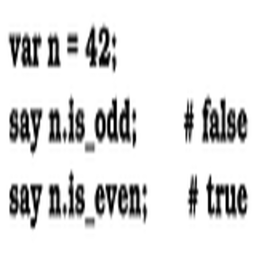 var n = 42;
say n.is_odd; # false
say n.is_even; # true